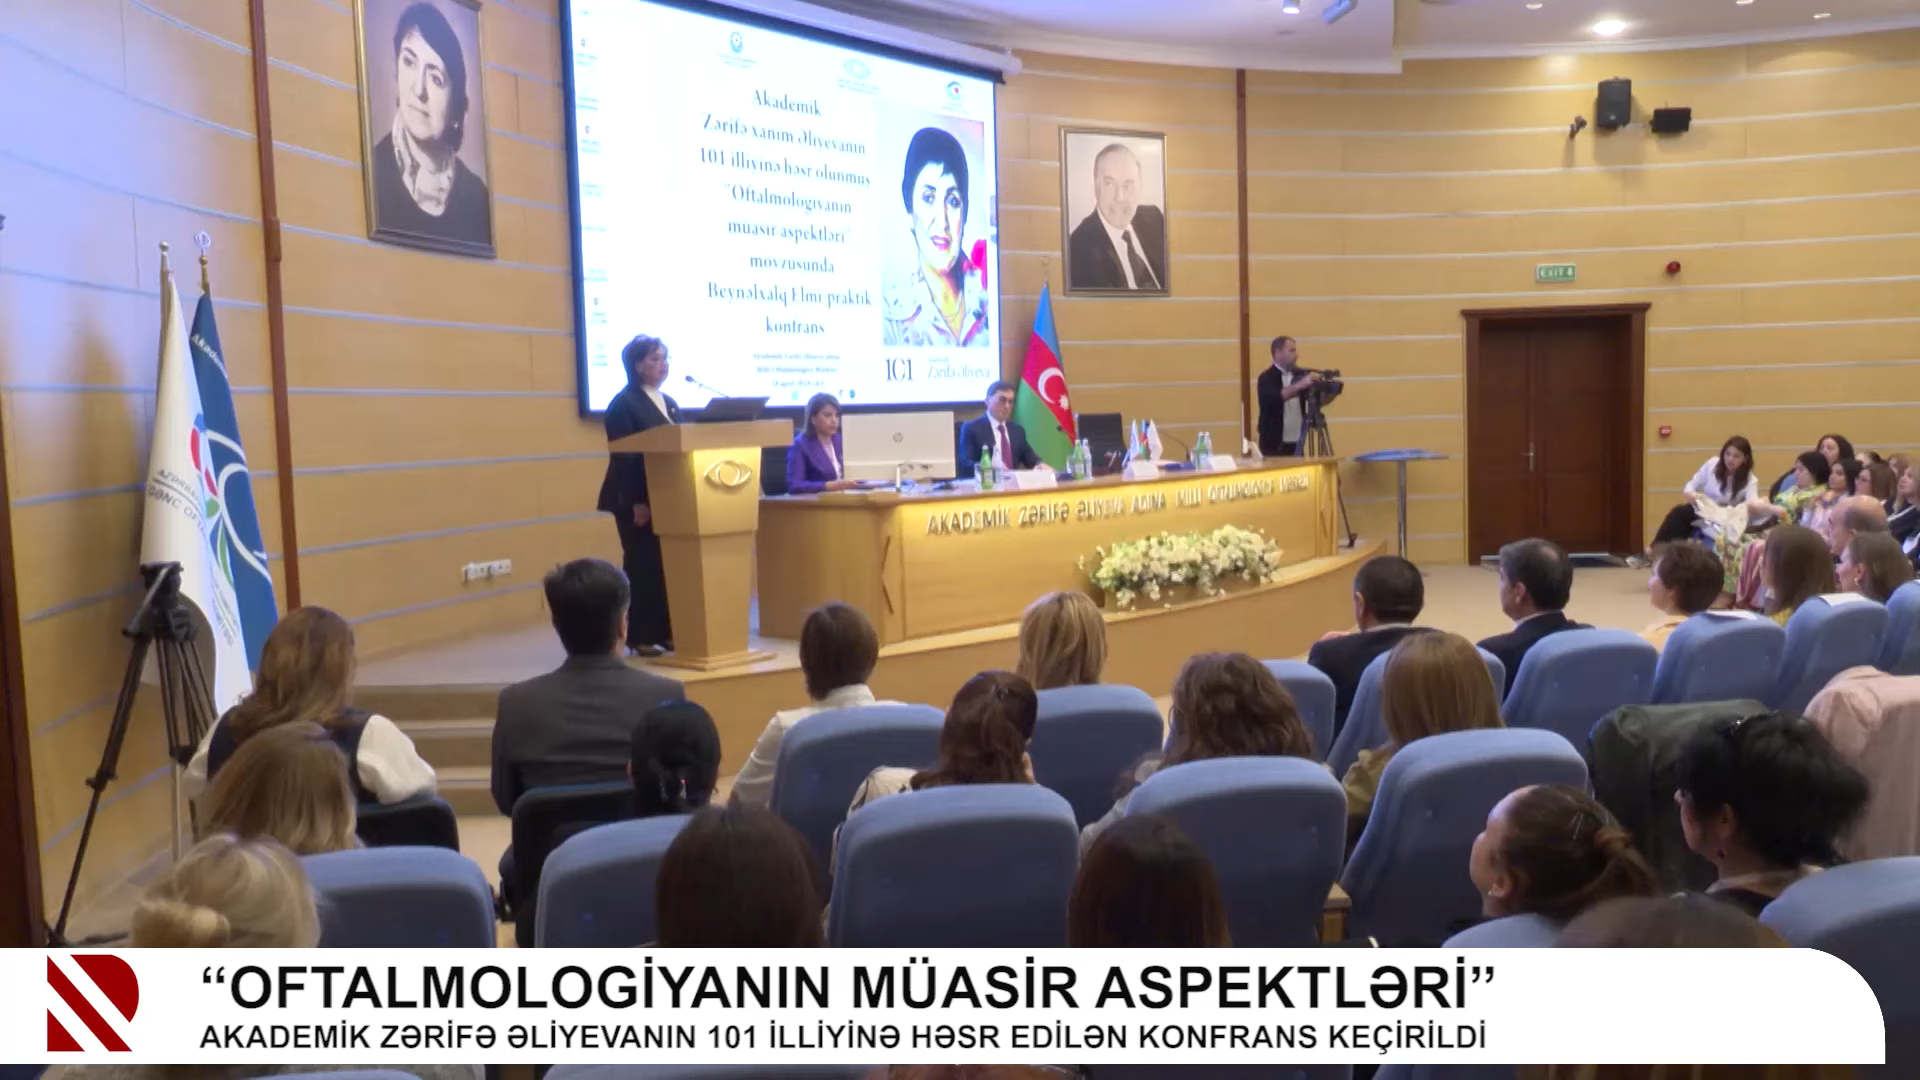 Akademik
Zərifə xanım Əliyevanın
101 illiyinə həsr olunmuş
"Oftalmologiyanın
müasir aspektləri"
mövzusunda
Beynəlxalq Elmi praktik
konfrans
101
Zərifə Əliyeva
EXIT
AKADEMİK ZƏRİFƏ ƏLİYEVA ADINA MİLLİ OFTALMOLOGİYA MƏRKƏZİ
“OFTALMOLOGİYANIN MÜASİR ASPEKTLƏRİ”
AKADEMİK ZƏRİFƏ ƏLİYEVANIN 101 İLLİYİNƏ HƏSR EDİLƏN KONFRANS KEÇİRİLDİ